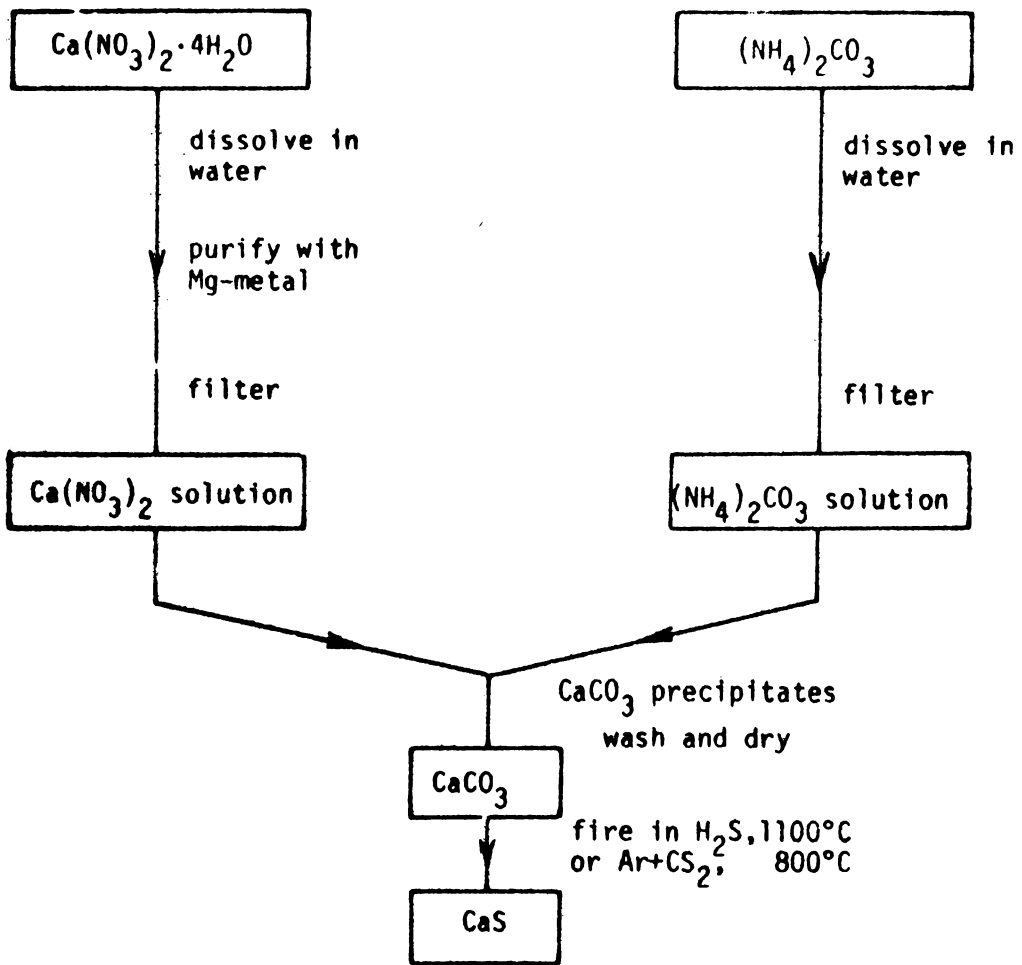 Ca(NO3)2·4H2O
(NH4)2CO3
dissolve in
water
purify with
Mg-metal
filter
dissolve in
water
filter
Ca(NO3)2 solution
(NH4)2CO3 solution
CaCO3 precipitates
wash and dry
CaCO3
fire in H2S,1100°C
or Ar+CS2, 800°C
CaS